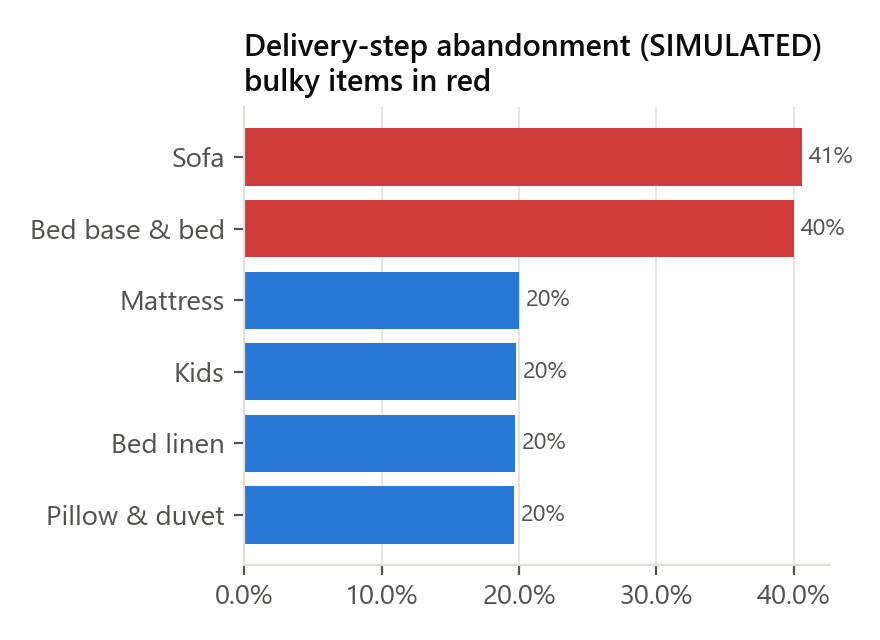 Delivery-step abandonment (SIMULATED)
bulky items in red
Sofa
41%
Bed base & bed
40%
Mattress
20%
Kids
20%
Bed linen
20%
Pillow & duvet
20%
0.0%
10.0%
20.0%
30.0%
40.0%